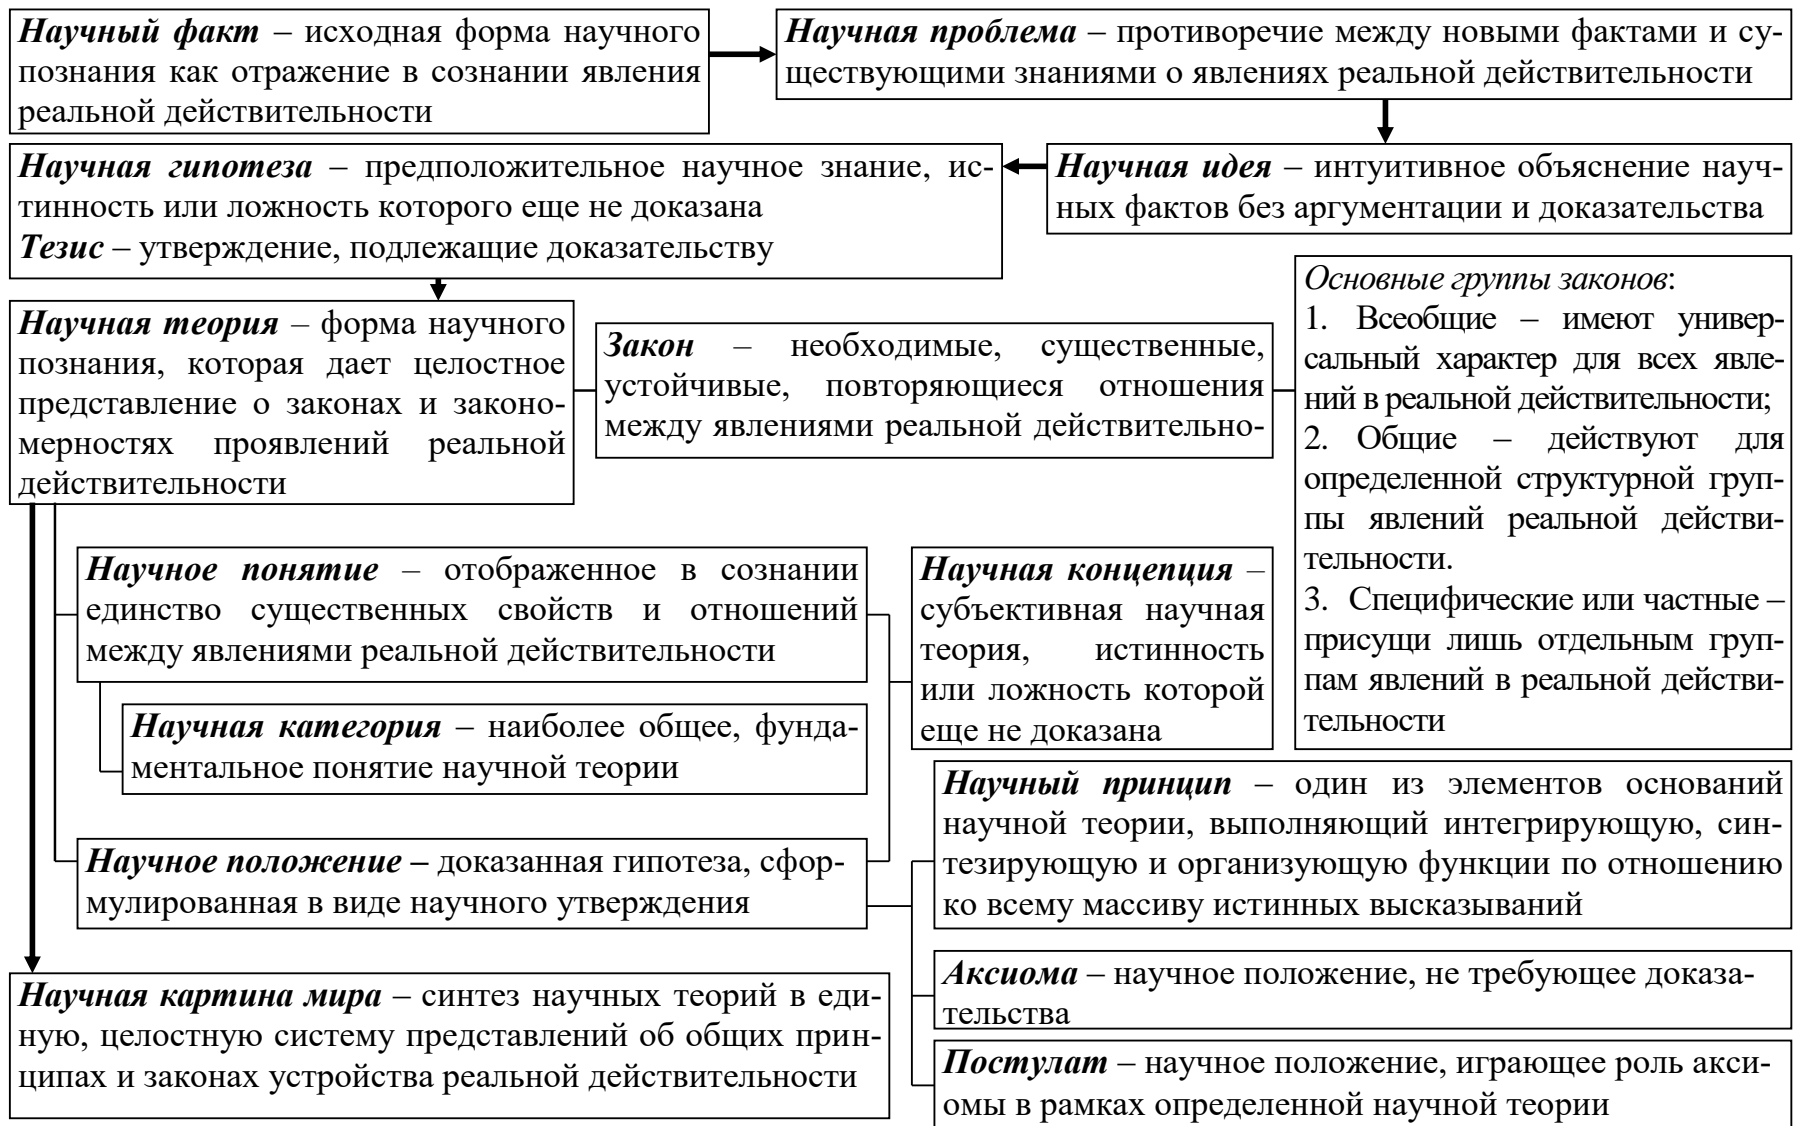 Научный факт – исходная форма научного
познания как отражение в сознании явления
реальной действительности
Научная проблема – противоречие между новыми фактами и су-
ществующими знаниями о явлениях реальной действительности
Научная идея – интуитивное объяснение науч-
ных фактов без аргументации и доказательства
Научная гипотеза – предположительное научное знание, ис-
тинность или ложность которого еще не доказана
Тезис – утверждение, подлежащие доказательству
Научная теория – форма научного
познания, которая дает целостное
представление о законах и законо-
мерностях проявлений реальной
действительности
Закон – необходимые, существенные,
устойчивые, повторяющиеся отношения
между явлениями реальной действительно-
Основные группы законов:
1. Всеобщие – имеют универ-
сальный характер для всех явле-
ний в реальной действительности;
2. Общие – действуют для
определенной структурной груп-
пы явлений реальной действи-
тельности.
3. Специфические или частные –
присущи лишь отдельным груп-
пам явлений в реальной действи-
тельности
Научное понятие – отображенное в сознании
единство существенных свойств и отношений
между явлениями реальной действительности
Научная категория – наиболее общее, фунда-
ментальное понятие научной теории
Научная концепция –
субъективная научная
теория, истинность
или ложность которой
еще не доказана
Научное положение – доказанная гипотеза, сфор-
мулированная в виде научного утверждения
Научный принцип – один из элементов оснований
научной теории, выполняющий интегрирующую, син-
тезирующую и организующую функции по отношению
ко всему массиву истинных высказываний
Аксиома – научное положение, не требующее доказа-
тельства
Постулат – научное положение, играющее роль акси-
омы в рамках определенной научной теории
Научная картина мира – синтез научных теорий в еди-
ную, целостную систему представлений об общих прин-
ципах и законах устройства реальной действительности